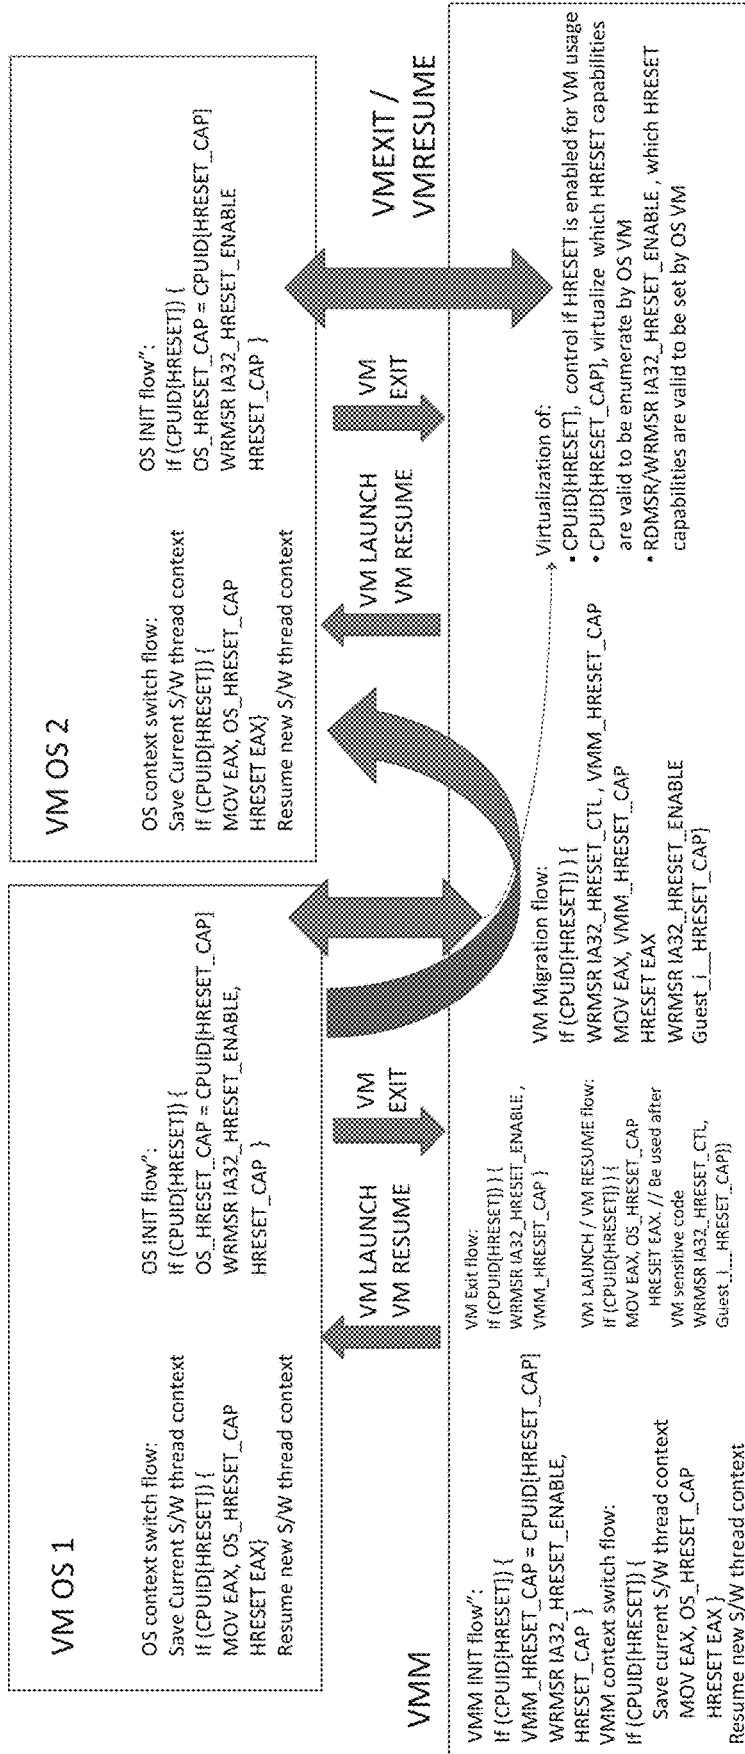 VM OS 1
OS context switch flow:
Save Current S/W thread context
If (CPUID[HRESET]) {
MOV EAX, OS_HRESET_CAP
HRESET EAX}
Resume new S/W thread context
OS INIT flow":
If (CPUID[HRESET]) {
OS_HRESET_CAP = CPUID[HRESET_CAP]
WRMSR IA32_HRESET_ENABLE,
HRESET_CAP }
VM OS 2
OS context switch flow:
Save Current S/W thread context
If (CPUID[HRESET]) {
MOV EAX, OS_HRESET_CAP
HRESET EAX}
Resume new S/W thread context
OS INIT flow":
If (CPUID[HRESET]) {
OS_HRESET_CAP = CPUID[HRESET_CAP]
WRMSR IA32_HRESET_ENABLE
HRESET_CAP }
VM LAUNCH
VM RESUME
VM
EXIT
VM LAUNCH
VM RESUME
VM
EXIT
VMEXIT /
VMRESUME
VMM
VMM INIT flow":
If (CPUID[HRESET]) {
VMM_HRESET_CAP = CPUID[HRESET_CAP]
WRMSR IA32_HRESET_ENABLE,
HRESET_CAP }
VMM context switch flow:
If (CPUID[HRESET]) {
Save current S/W thread context
MOV EAX, OS_HRESET_CAP
HRESET EAX }
Resume new S/W thread context
VM Exit flow:
If (CPUID[HRESET]) ) {
WRMSR IA32_HRESET_ENABLE ,
VMM_HRESET_CAP }
VM LAUNCH / VM RESUME flow:
If (CPUID[HRESET]) ) {
MOV EAX, OS_HRESET_CAP
HRESET EAX. // Be used after
VM sensitive code
WRMSR IA32_HRESET_CTL,
Guest_i__HRESET_CAP]}
VM Migration flow:
If (CPUID[HRESET]) ) {
WRMSR IA32_HRESET_CTL , VMM_HRESET_CAP
MOV EAX, VMM_HRESET_CAP
HRESET EAX
WRMSR IA32_HRESET_ENABLE
Guest_i__HRESET_CAP]
Virtualization of:
• CPUID[HRESET], control if HRESET is enabled for VM usage
• CPUID[HRESET_CAP], virtualize which HRESET capabilities
are valid to be enumerate by OS VM
• RDMSR/WRMSR IA32_HRESET_ENABLE , which HRESET
capabilities are valid to be set by OS VM